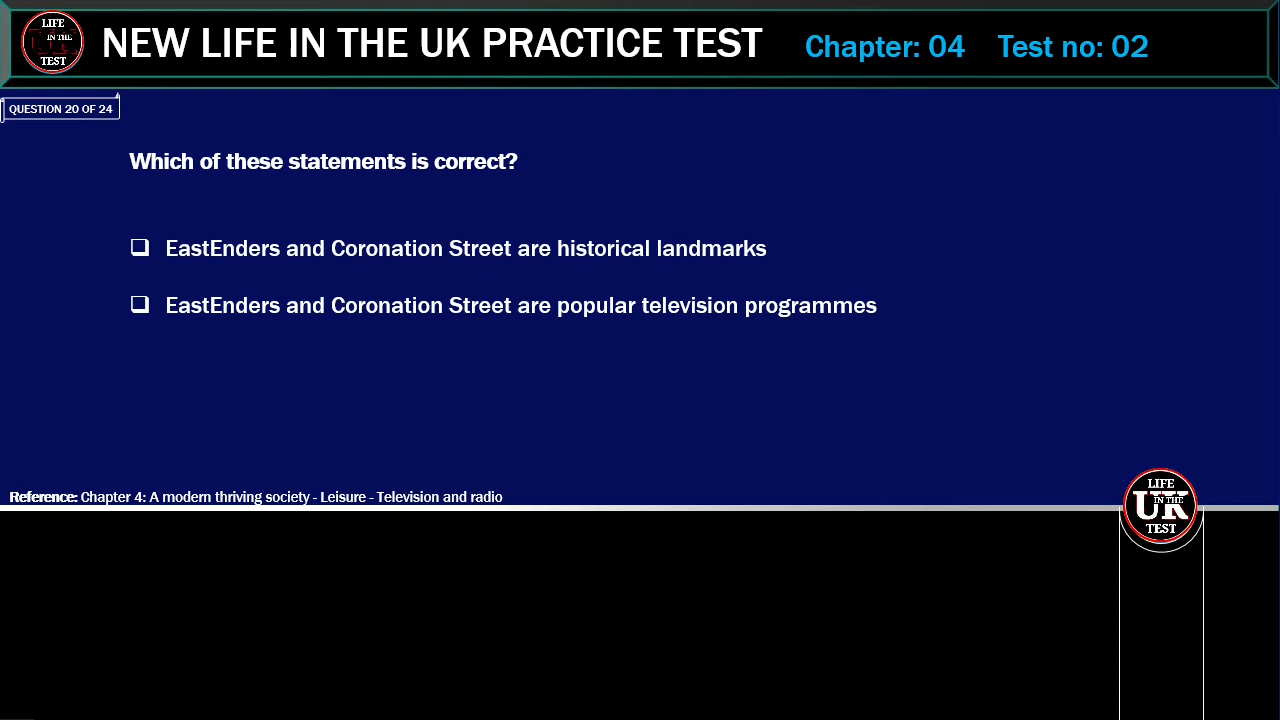 LIFE
IN THE
UK
TEST
NEW LIFE IN THE UK PRACTICE TEST
Chapter: 04
Test no: 02
QUESTION 20 OF 24
Which of these statements is correct?
❑ EastEnders and Coronation Street are historical landmarks
❑ EastEnders and Coronation Street are popular television programmes
Reference: Chapter 4: A modern thriving society - Leisure - Television and radio
LIFE
IN THE
UK
TEST